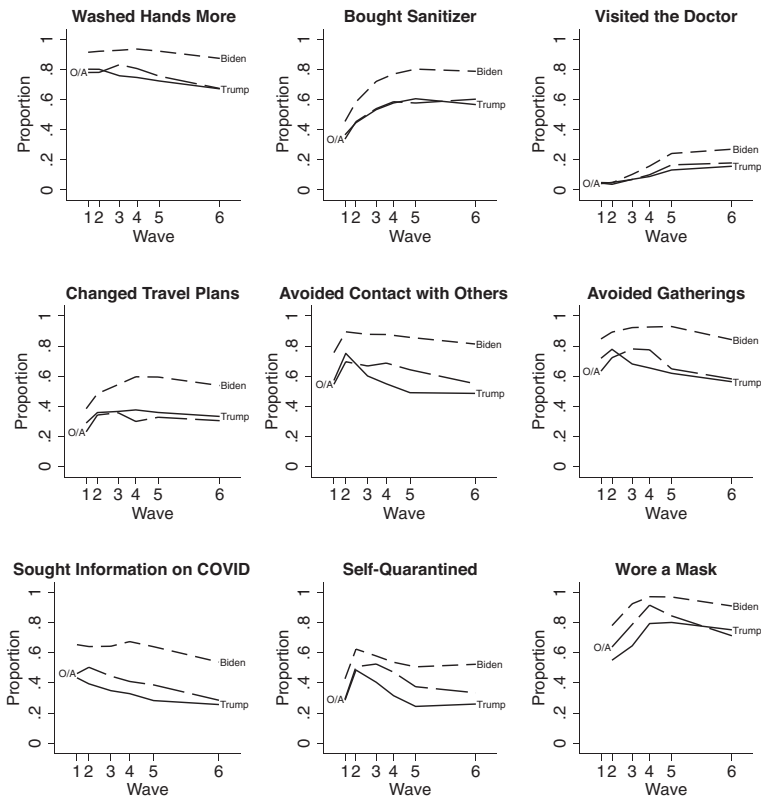 Washed Hands More
Proportion
0 .2 .4 .6 .8 1
O/A
Biden
Trump
1 2 3 4 5 6
Wave
Bought Sanitizer
Proportion
0 .2 .4 .6 .8 1
O/A
Biden
Trump
1 2 3 4 5 6
Wave
Visited the Doctor
Proportion
0 .2 .4 .6 .8 1
O/A
Biden
Trump
1 2 3 4 5 6
Wave
Changed Travel Plans
Proportion
0 .2 .4 .6 .8 1
O/A
Biden
Trump
1 2 3 4 5 6
Wave
Avoided Contact with Others
Proportion
0 .2 .4 .6 .8 1
O/A
Biden
Trump
1 2 3 4 5 6
Wave
Avoided Gatherings
Proportion
0 .2 .4 .6 .8 1
O/A
Biden
Trump
1 2 3 4 5 6
Wave
Sought Information on COVID
Proportion
0 .2 .4 .6 .8 1
O/A
Biden
Trump
1 2 3 4 5 6
Wave
Self-Quarantined
Proportion
0 .2 .4 .6 .8 1
O/A
Biden
Trump
1 2 3 4 5 6
Wave
Wore a Mask
Proportion
0 .2 .4 .6 .8 1
O/A
Biden
Trump
1 2 3 4 5 6
Wave